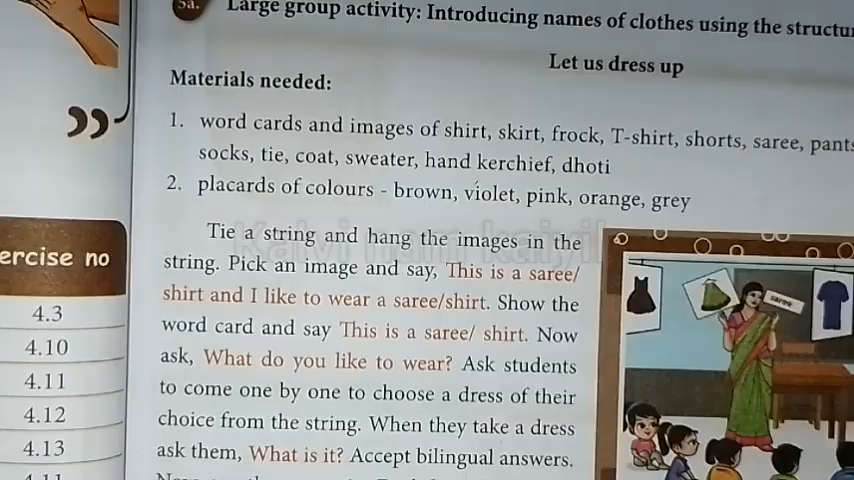 5a. Large group activity: Introducing names of clothes using the
Let us dress up
Materials needed:
1. word cards and images of shirt, skirt, frock, T-shirt, shorts, saree, pants
socks, tie, coat, sweater, hand kerchief, dhoti
2. placards of colours - brown, violet, pink, orange, grey
Tie a string and hang the images in the
string. Pick an image and say, This is a saree/
shirt and I like to wear a saree/shirt. Show the
word card and say This is a saree/ shirt. Now
ask, What do you like to wear? Ask students
to come one by one to choose a dress of their
choice from the string. When they take a dress
ask them, What is it? Accept bilingual answers.
saree
ercise no
4.3
4.10
4.11
4.12
4.13